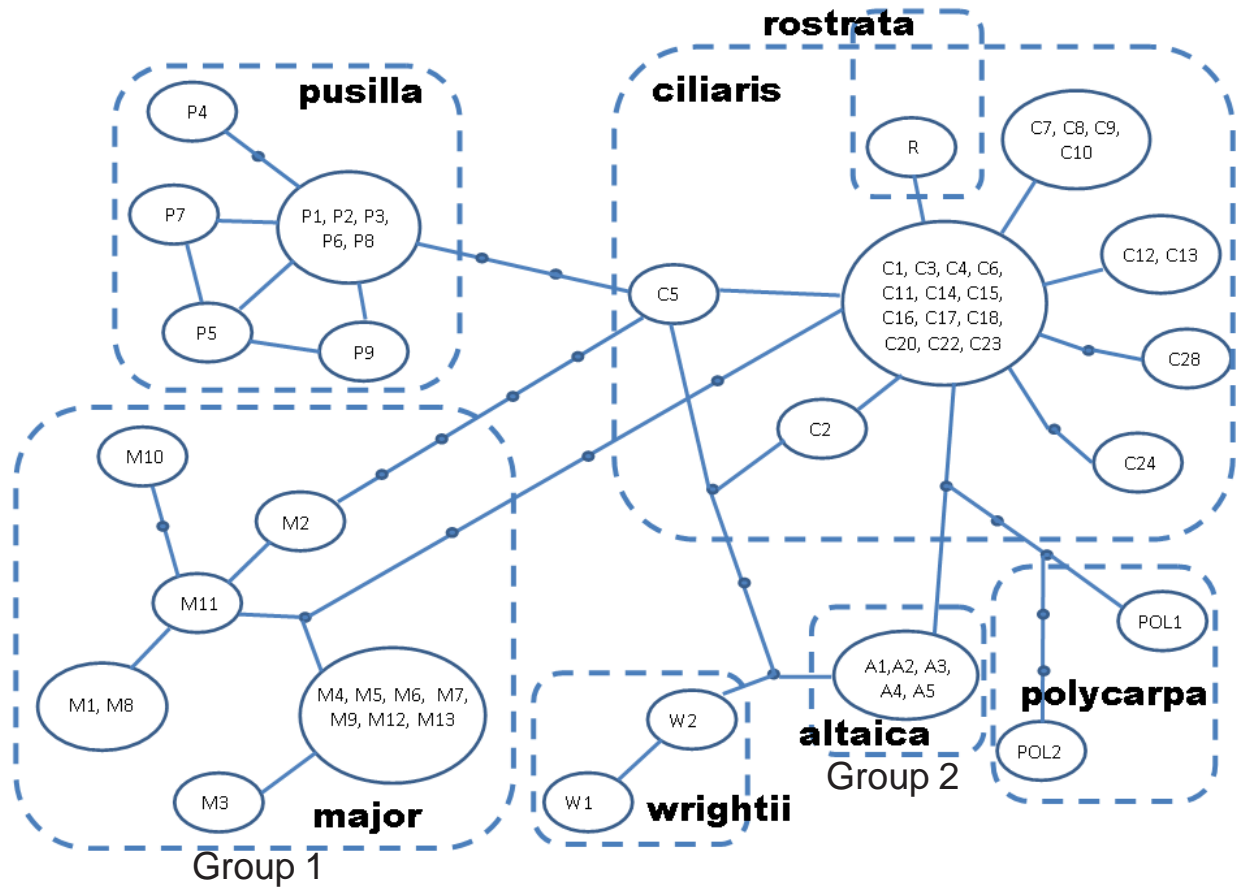 rostrata
pusilla
ciliaris
P4
C7, C8, C9,
C10
R
P7
P1, P2, P3,
P6, P8
C12, C13
C5
C1, C3, C4, C6,
C11, C14, C15,
C16, C17, C18,
C20, C22, C23
P5
P9
C28
C2
M10
C24
M2
M11
POL1
A1,A2, A3,
A4, A5
M1, M8
M4, M5, M6, M7,
M9, M12, M13
W2
polycarpa
altaica
POL2
Group 2
M3
major
W1
wrightii
Group 1